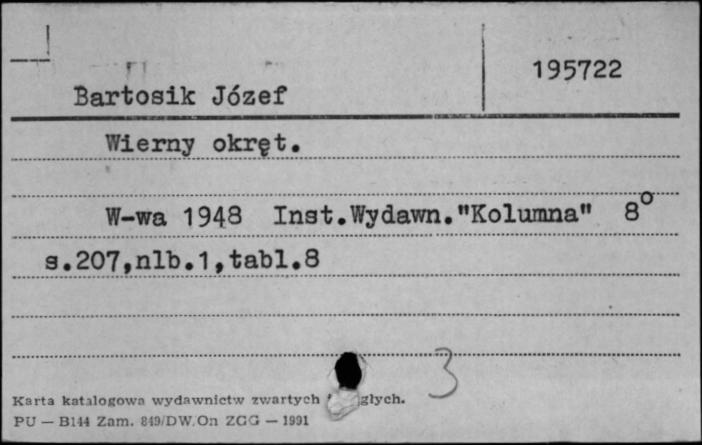 195722
Bartosik Józef
Wierny okręt.
W-wa 1948 Inst.Wydawn."Kolumna" 8°
s.207,nlb.1,tabl.8
3
Karta katalogowa wydawnictw zwartych
PU — B144 Zam. 849/DW.On ZGG — 1991